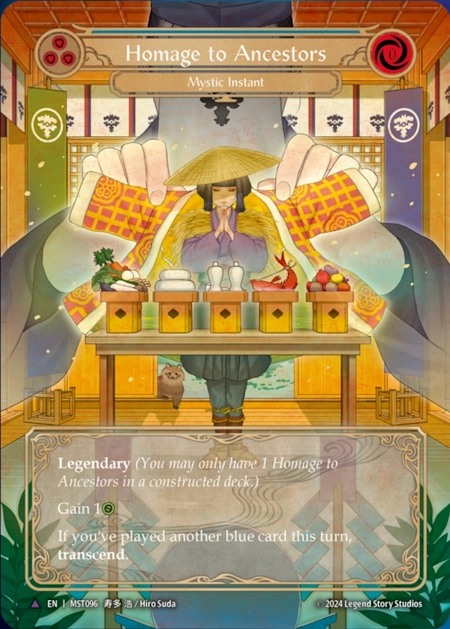 Homage to Ancestors
0
Mystic Instant
Legendary (You may only have 1 Homage to
Ancestors in a constructed deck.)
Gain 1
If you've played another blue card this turn,
transcend.
EN | MST096 寿多 浩 / Hiro Suda
© 2024 Legend Story Studios